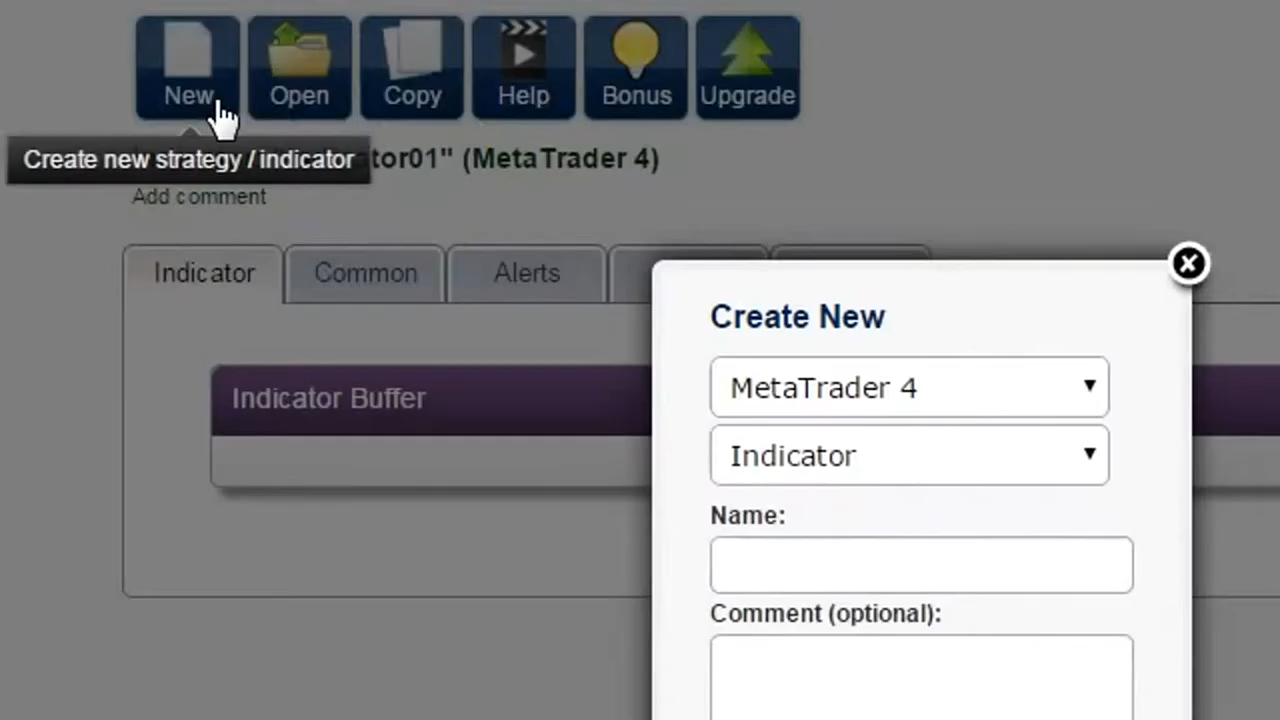 New
Open
Copy
Help
Bonus
Upgrade
Create new strategy / indicator
tor01" (MetaTrader 4)
Add comment
Indicator
Common
Alerts
Create New
Indicator Buffer
MetaTrader 4
Indicator
Name:
Comment (optional):